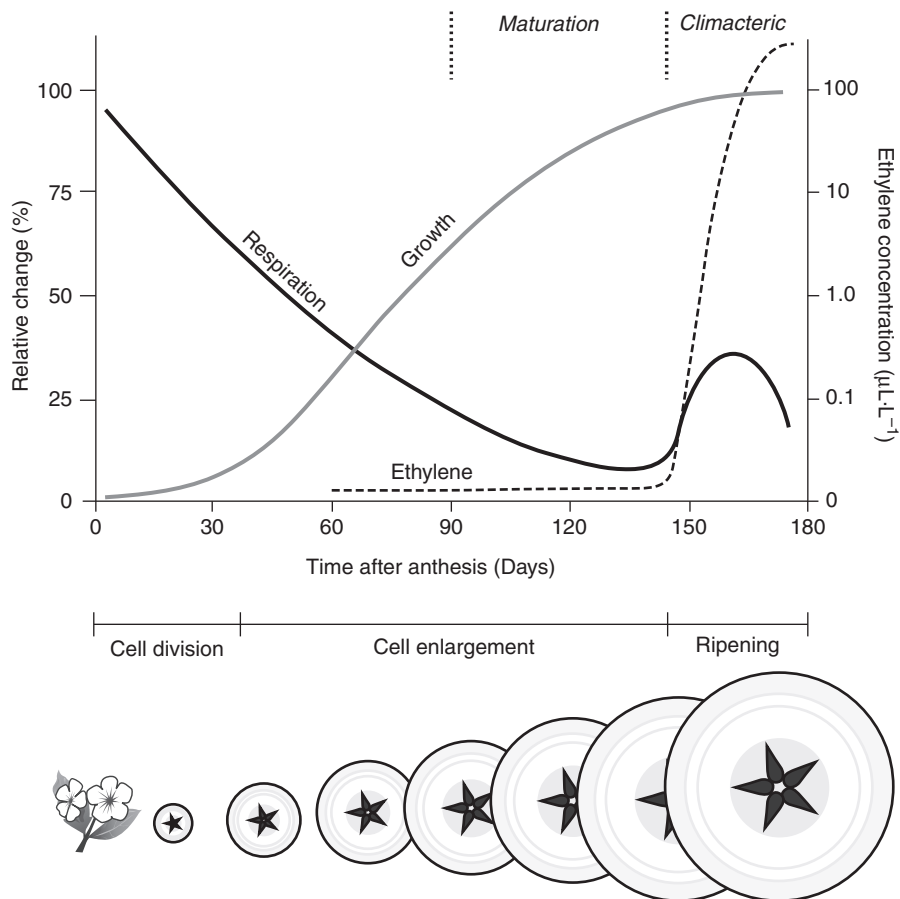 Maturation
Climacteric
100
75
50
25
0
Relative change (%)
100
10
1.0
0.1
0
Ethylene concentration (μL·L⁻¹)
Respiration
Growth
Ethylene
0
30
60
90
120
150
180
Time after anthesis (Days)
Cell division
Cell enlargement
Ripening